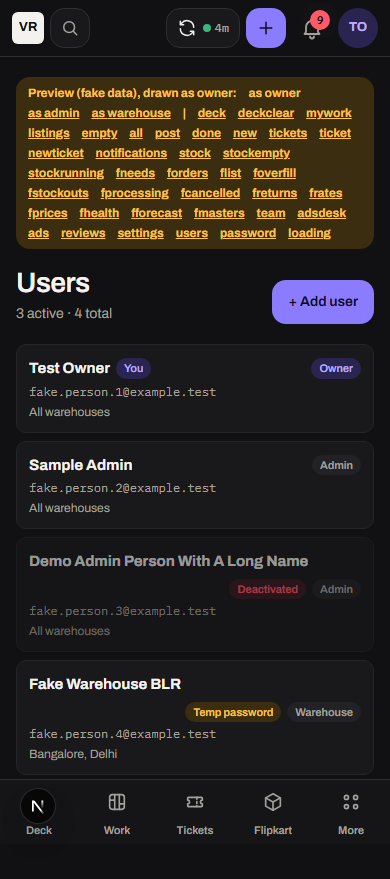 VR
4m
9
TO
Preview (fake data), drawn as owner: as owner
as admin as warehouse | deck deckclear mywork
listings empty all post done new tickets ticket
newticket notifications stock stockempty
stockrunning fneeds forders flist foverfill
fstockouts fprocessing fcancelled freturns frates
fprices fhealth fforecast fmasters team adsdesk
ads reviews settings users password loading
Users
3 active · 4 total
+ Add user
Test Owner You Owner
fake.person.1@example.test
All warehouses
Sample Admin Admin
fake.person.2@example.test
All warehouses
Demo Admin Person With A Long Name
Deactivated Admin
fake.person.3@example.test
All warehouses
Fake Warehouse BLR
Temp password Warehouse
fake.person.4@example.test
Bangalore, Delhi
N
Deck Work Tickets Flipkart More